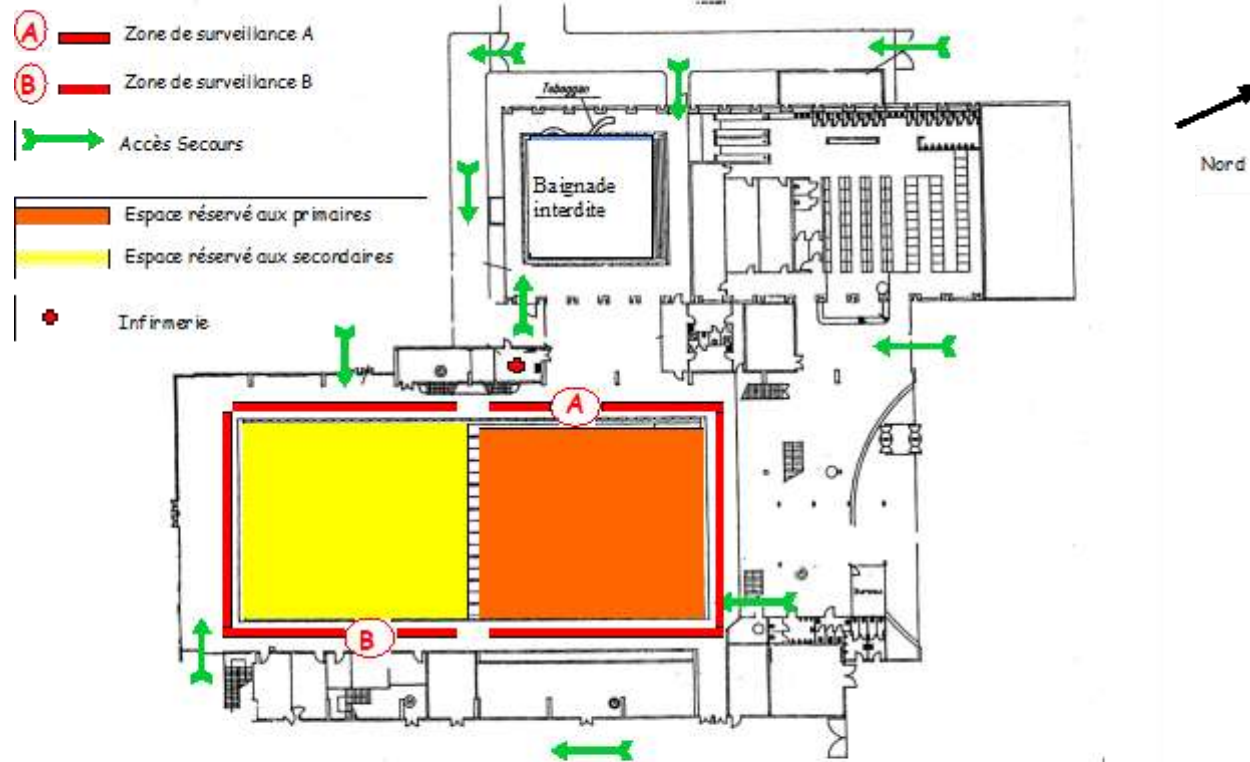 A Zone de surveillance A
B Zone de surveillance B
Accès Secours
Espace réservé aux primaires
Espace réservé aux secondaires
Infirmerie
Toboggan
Baignade
interdite
Nord
A
B
Bureau